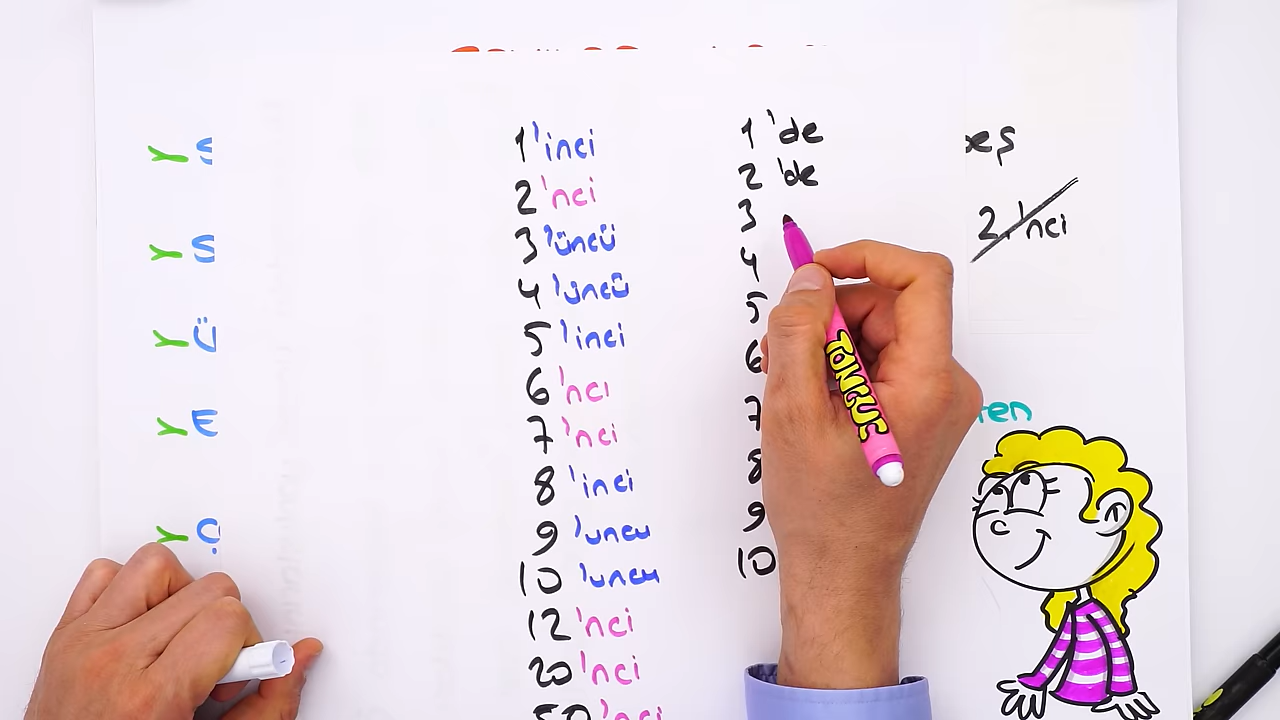 1'inci
2'nci
3'üncü
4'üncü
5'inci
6'ncı
7'nci
8'inci
9'uncu
10'uncu
12'nci
20'nci
1'de
2'de
3
4
5
6
7
8
9
10
2.'nci
TONGUÇ
Y S
Y S
Y Ü
Y E
Y Ç